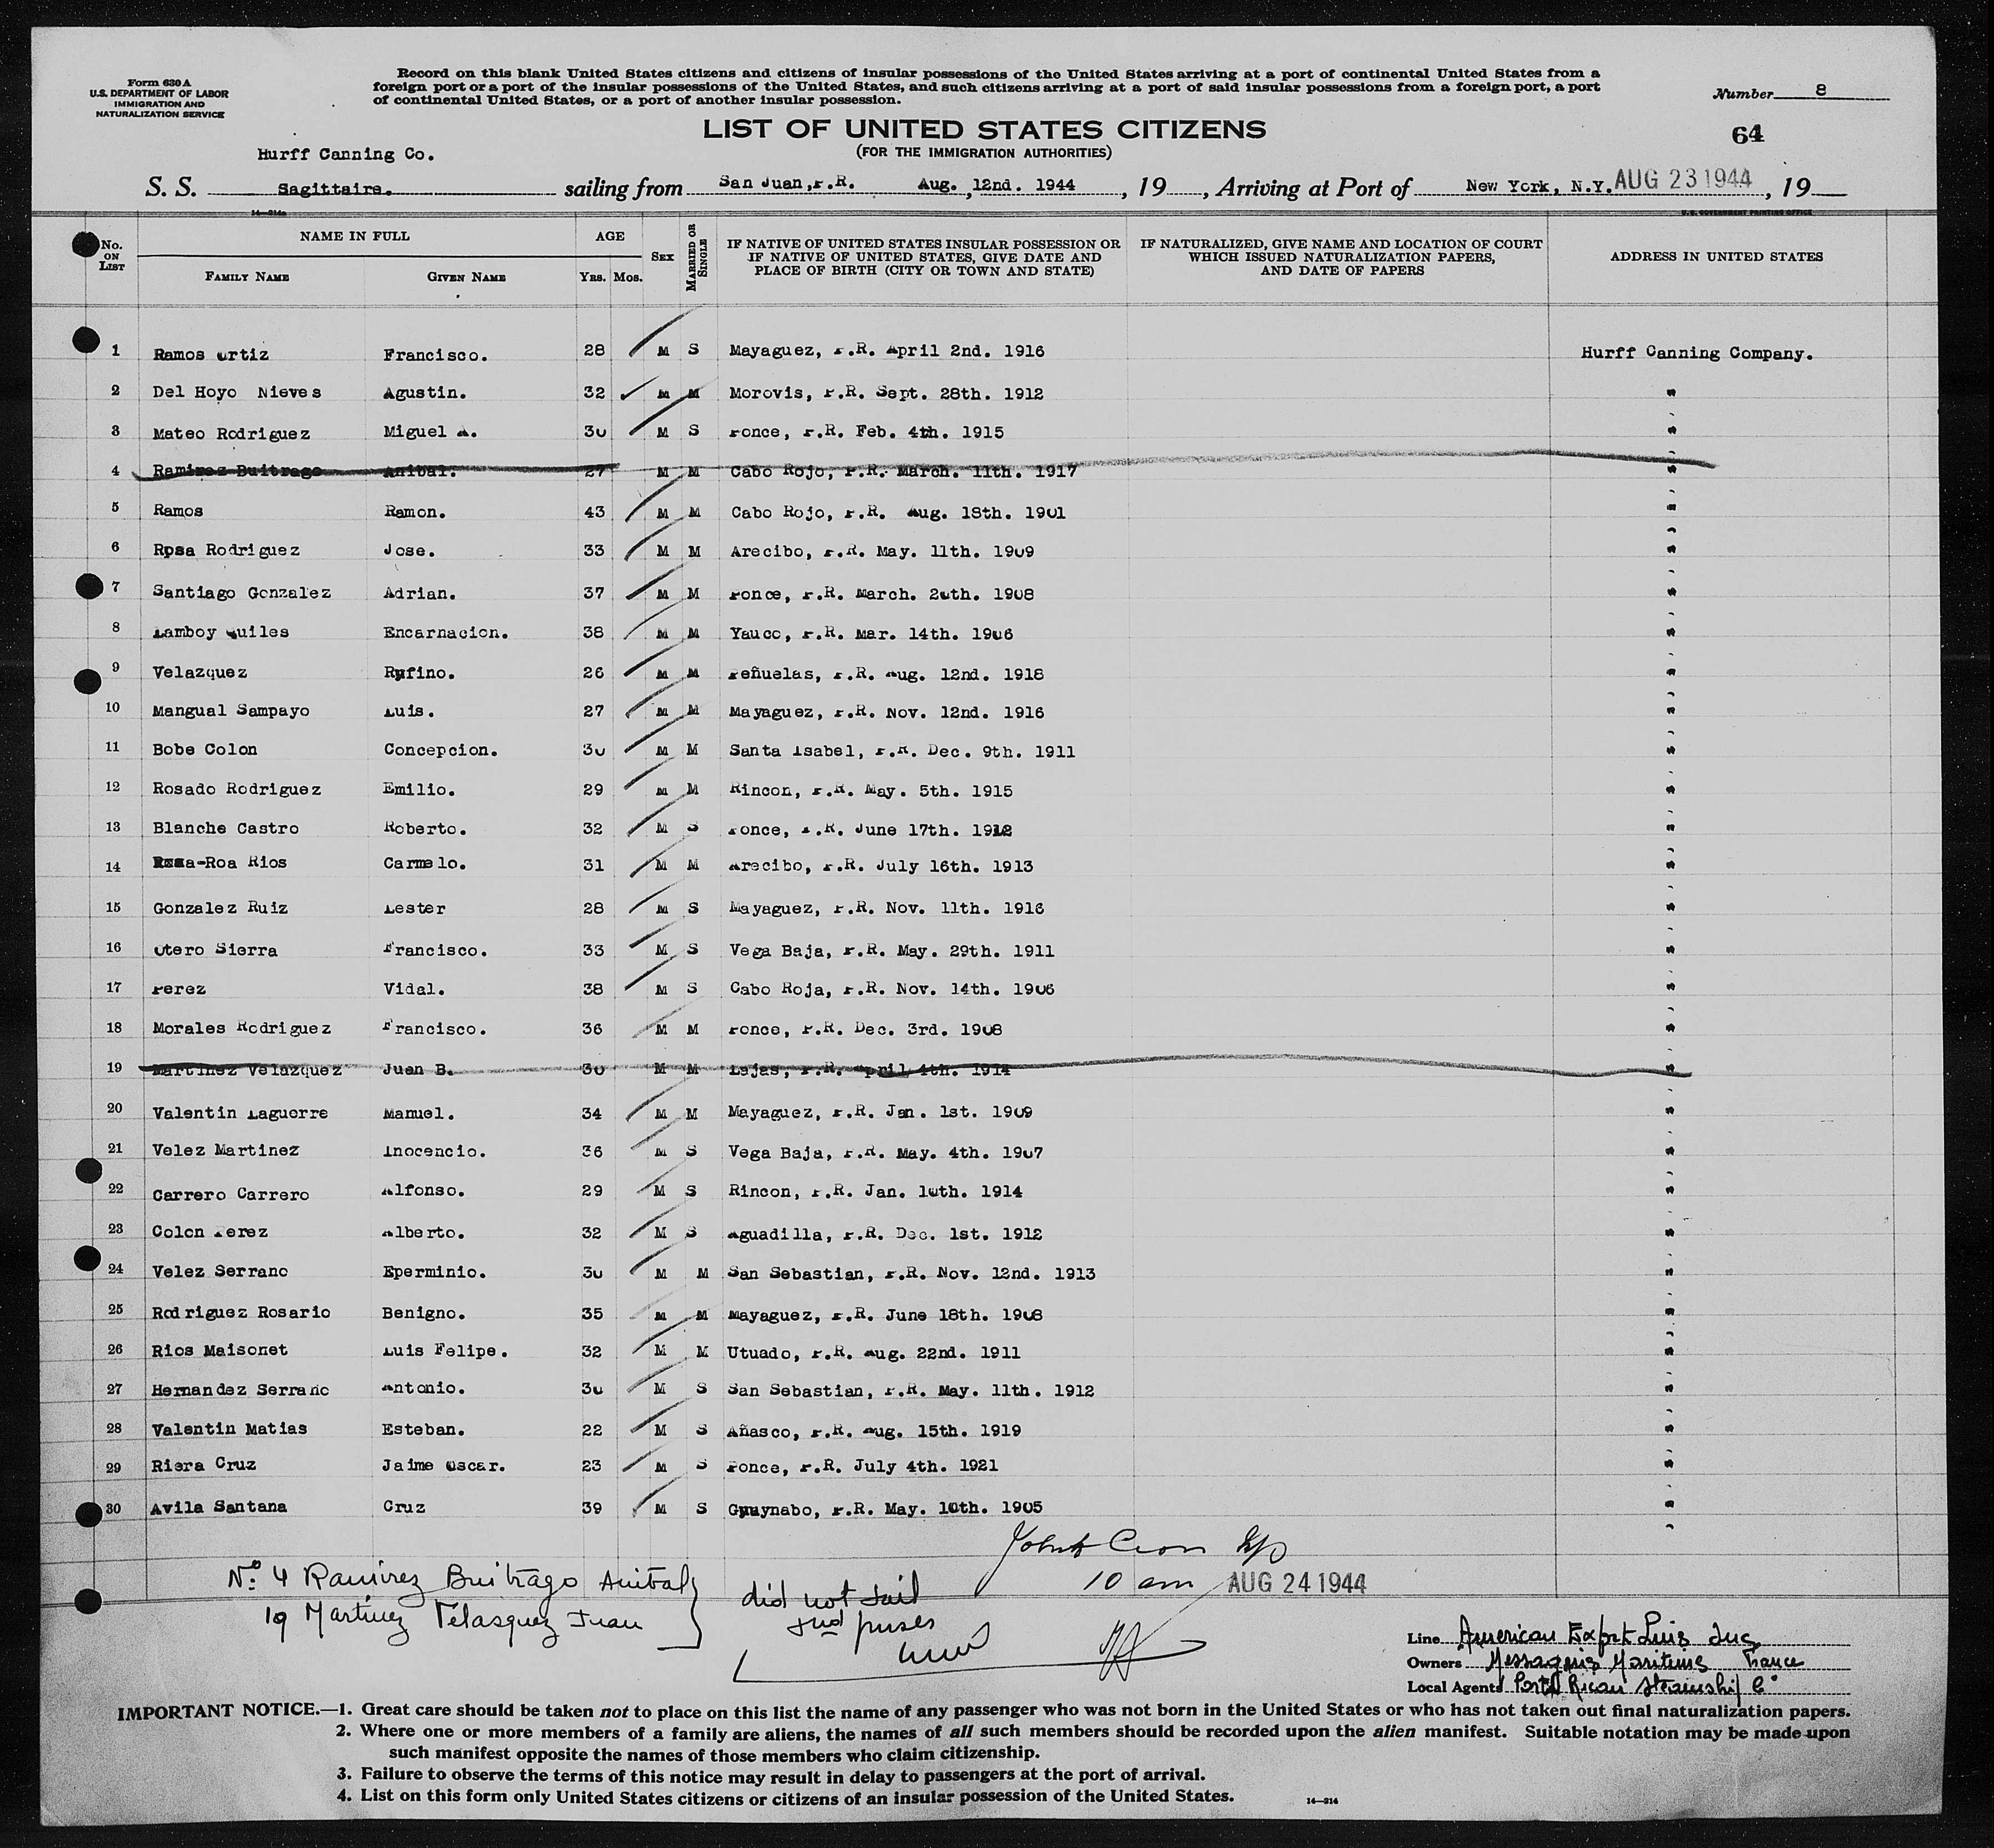 Form 630 A
U.S. DEPARTMENT OF LABOR
IMMIGRATION AND
NATURALIZATION SERVICE
Record on this blank United States citizens and citizens of insular possessions of the United States arriving at a port of continental United States from a
foreign port or a port of the insular possessions of the United States, and such citizens arriving at a port of said insular possessions from a foreign port, a port
of continental United States, or a port of another insular possession.
Number 8
64
LIST OF UNITED STATES CITIZENS
(FOR THE IMMIGRATION AUTHORITIES)
Hurff Canning Co.
S. S. Sagittaire. sailing from San Juan,P.R. Aug. ,12nd. 1944 , 19 , Arriving at Port of New York, N.Y. AUG 23 1944 , 19
14-214a U.S. GOVERNMENT PRINTING OFFICE
No. ON LIST NAME IN FULL AGE SEX MARRIED OR SINGLE IF NATIVE OF UNITED STATES INSULAR POSSESSION OR IF NATIVE OF UNITED STATES, GIVE DATE AND PLACE OF BIRTH (CITY OR TOWN AND STATE) IF NATURALIZED, GIVE NAME AND LOCATION OF COURT WHICH ISSUED NATURALIZATION PAPERS, AND DATE OF PAPERS ADDRESS IN UNITED STATES
FAMILY NAME GIVEN NAME YRS. MOS.
1 Ramos Ortiz Francisco. 28 M S Mayaguez, P.R. April 2nd. 1916 Hurff Canning Company.
2 Del Hoyo Nieves Agustin. 32 M M Morovis, P.R. Sept. 28th. 1912 "
3 Mateo Rodriguez Miguel A. 30 M S Ponce, P.R. Feb. 4th. 1915 "
4 Ramirez Buitrago Anibal. 27 M M Cabo Rojo, P.R. March. 11th. 1917 "
5 Ramos Ramon. 43 M M Cabo Rojo, P.R. Aug. 18th. 1901 "
6 Rosa Rodriguez Jose. 33 M M Arecibo, P.R. May. 11th. 1909 "
7 Santiago Gonzalez Adrian. 37 M M Ponce, P.R. March. 20th. 1908 "
8 Lamboy Quiles Encarnacion. 38 M M Yauco, P.R. Mar. 14th. 1906 "
9 Velazquez Rufino. 26 M M Peñuelas, P.R. Aug. 12nd. 1918 "
10 Mangual Sampayo Luis. 27 M M Mayaguez, P.R. Nov. 12nd. 1916 "
11 Bobe Colon Concepcion. 30 M M Santa Isabel, P.R. Dec. 9th. 1911 "
12 Rosado Rodriguez Emilio. 29 M M Rincon, P.R. May. 5th. 1915 "
13 Blanche Castro Roberto. 32 M S Ponce, P.R. June 17th. 1912 "
14 Roa Rios Carmelo. 31 M M Arecibo, P.R. July 16th. 1913 "
15 Gonzalez Ruiz Lester 28 M S Mayaguez, P.R. Nov. 11th. 1916 "
16 Otero Sierra Francisco. 33 M S Vega Baja, P.R. May. 29th. 1911 "
17 Perez Vidal. 38 M S Cabo Roja, P.R. Nov. 14th. 1906 "
18 Morales Rodriguez Francisco. 36 M M Ponce, P.R. Dec. 3rd. 1908 "
19 Martinez Velazquez Juan B. 30 M M Lajas, P.R. April 4th. 1914 "
20 Valentin Laguerre Manuel. 34 M M Mayaguez, P.R. Jan. 1st. 1909 "
21 Velez Martinez Inocencio. 36 M S Vega Baja, P.R. May. 4th. 1907 "
22 Carrero Carrero Alfonso. 29 M S Rincon, P.R. Jan. 10th. 1914 "
23 Colon Perez Alberto. 32 M S Aguadilla, P.R. Dec. 1st. 1912 "
24 Velez Serrano Eperminio. 30 M M San Sebastian, P.R. Nov. 12nd. 1913 "
25 Rodriguez Rosario Benigno. 35 M M Mayaguez, P.R. June 18th. 1908 "
26 Rios Maisonet Luis Felipe. 32 M M Utuado, P.R. Aug. 22nd. 1911 "
27 Hernandez Serrano Antonio. 30 M S San Sebastian, P.R. May. 11th. 1912 "
28 Valentin Matias Esteban. 22 M S Añasco, P.R. Aug. 15th. 1919 "
29 Riera Cruz Jaime Oscar. 23 M S Ponce, P.R. July 4th. 1921 "
30 Avila Santana Cruz 39 M S Guaynabo, P.R. May. 10th. 1905 "
10 am AUG 24 1944
No: 4 Ramirez Buitrago Anibal } did not sail
19 Martinez Velasquez Juan
Line American Export Lines Inc
Owners Messageries Maritimes France
Local Agents Porto Rican Steamship Co
IMPORTANT NOTICE.—1. Great care should be taken not to place on this list the name of any passenger who was not born in the United States or who has not taken out final naturalization papers.
2. Where one or more members of a family are aliens, the names of all such members should be recorded upon the alien manifest. Suitable notation may be made upon
such manifest opposite the names of those members who claim citizenship.
3. Failure to observe the terms of this notice may result in delay to passengers at the port of arrival.
4. List on this form only United States citizens or citizens of an insular possession of the United States.
14-214